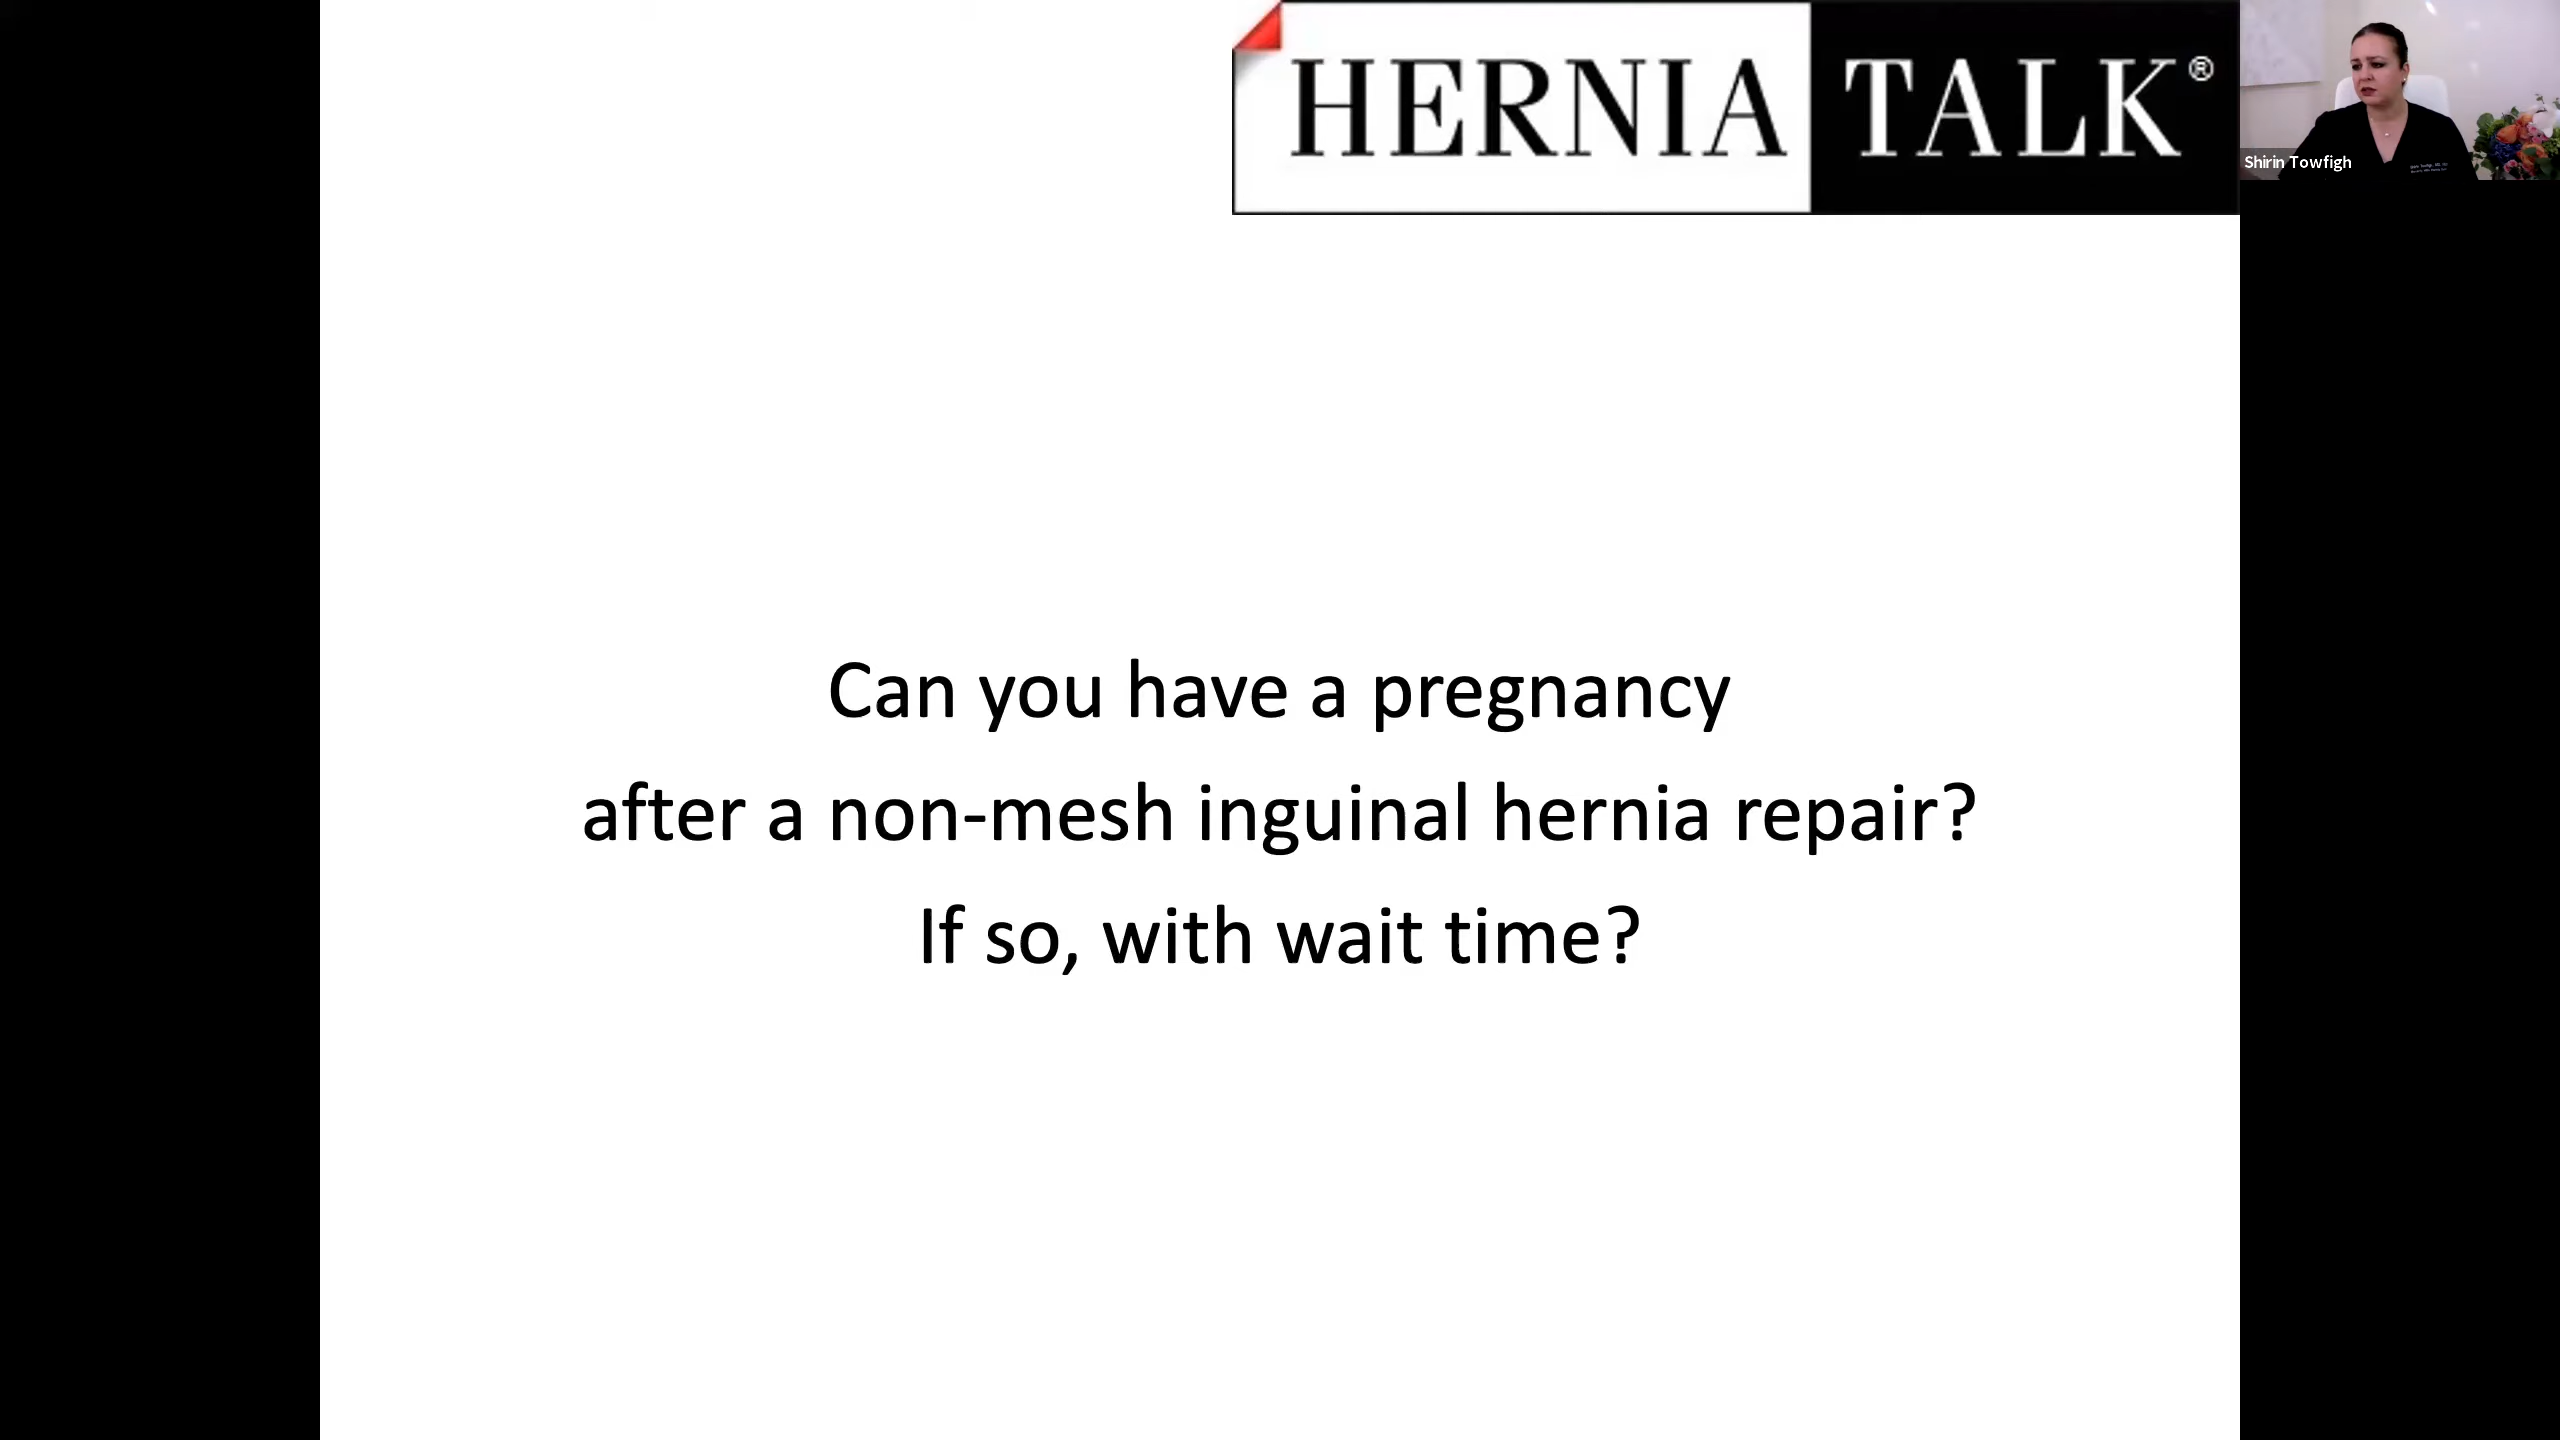 HERNIA TALK®
Shirin Towfigh
Can you have a pregnancy
after a non-mesh inguinal hernia repair?
If so, with wait time?